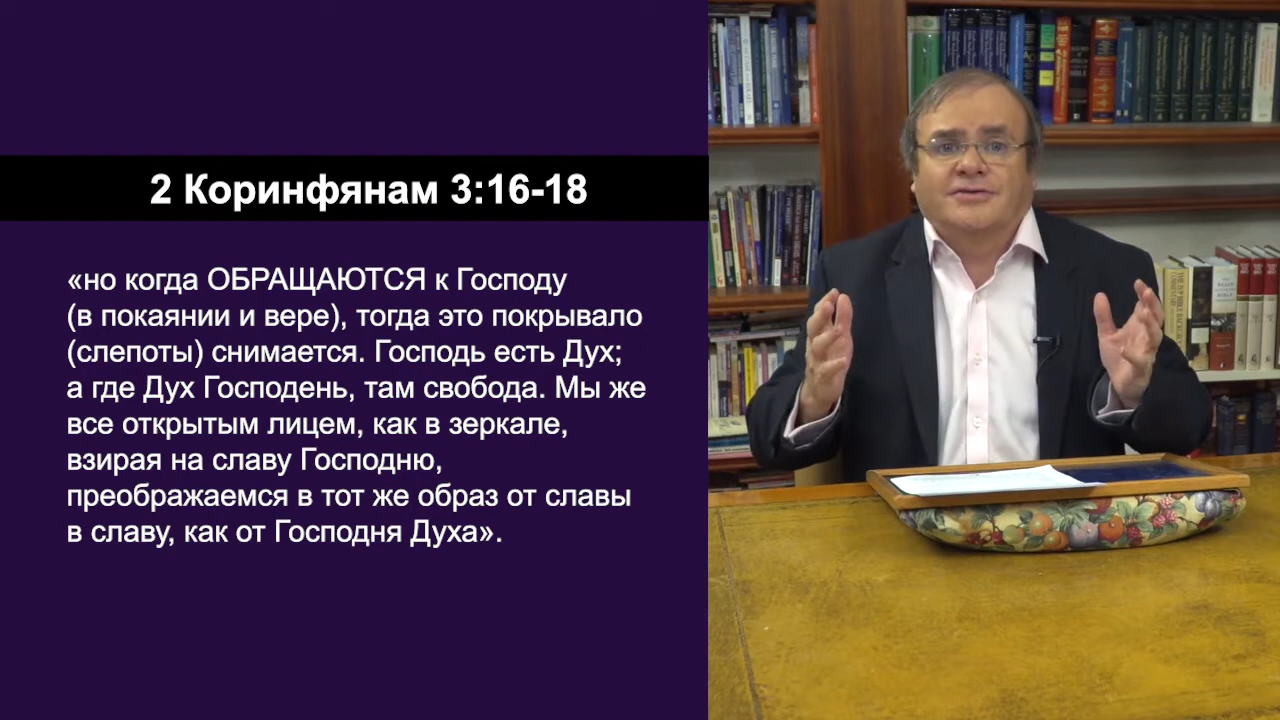 2 Коринфянам 3:16-18
«но когда ОБРАЩАЮТСЯ к Господу
(в покаянии и вере), тогда это покрывало
(слепоты) снимается. Господь есть Дух;
а где Дух Господень, там свобода. Мы же
все открытым лицем, как в зеркале,
взирая на славу Господню,
преображаемся в тот же образ от славы
в славу, как от Господня Духа».